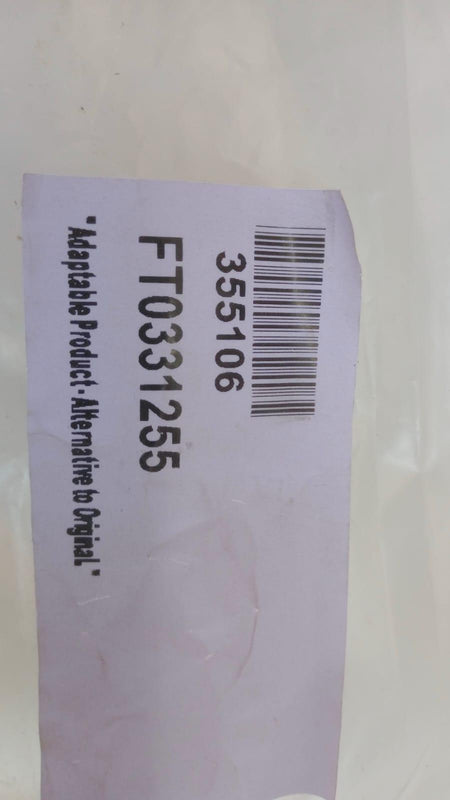 355106
FT0331255
"Adaptable Product-Alternative to Original"